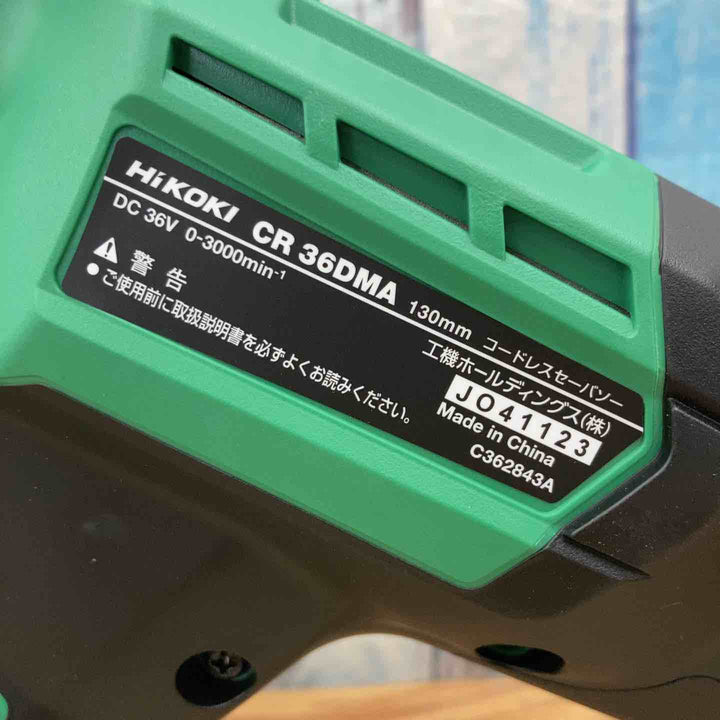 HiKOKI CR 36DMA 130mm コードレスセーバソー
DC 36V 0-3000min-1
工機ホールディングス(株)
警告
JO41123
●ご使用前に取扱説明書を必ずよくお読みください。
Made in China
C362843A